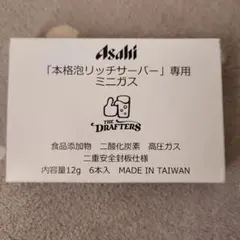 Asahi
「本格泡リッチサーバー」専用
ミニガス
THE
DRAFTERS
食品添加物 二酸化炭素 高圧ガス
二重安全封板仕様
内容量12g 6本入 MADE IN TAIWAN